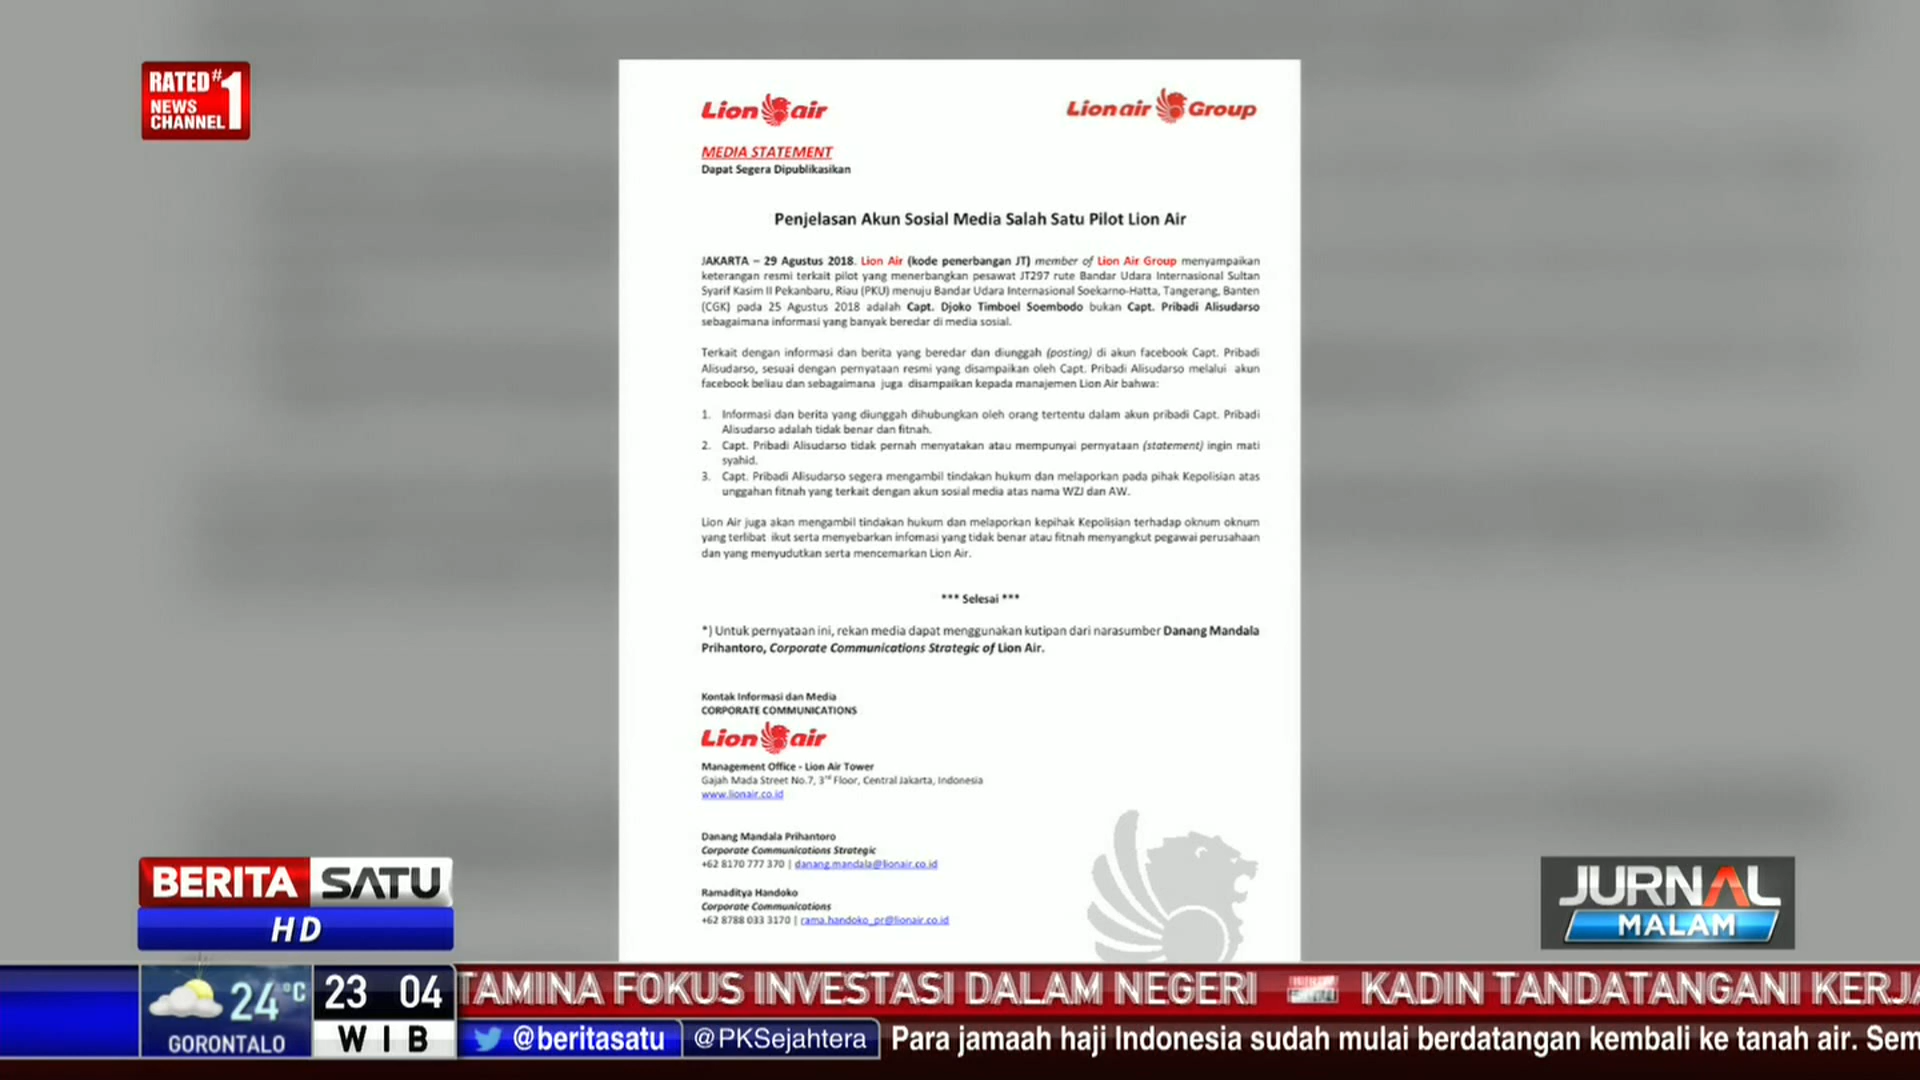 RATED #1
NEWS
CHANNEL
Lion air
Lion air Group
MEDIA STATEMENT
Dapat Segera Dipublikasikan
Penjelasan Akun Sosial Media Salah Satu Pilot Lion Air
JAKARTA – 29 Agustus 2018. Lion Air (kode penerbangan JT) member of Lion Air Group menyampaikan
keterangan resmi terkait pilot yang menerbangkan pesawat JT297 rute Bandar Udara Internasional Sultan
Syarif Kasim II Pekanbaru, Riau (PKU) menuju Bandar Udara Internasional Soekarno-Hatta, Tangerang, Banten
(CGK) pada 25 Agustus 2018 adalah Capt. Djoko Timboel Soembodo bukan Capt. Pribadi Alisudarso
sebagaimana informasi yang banyak beredar di media sosial.
Terkait dengan informasi dan berita yang beredar dan diunggah (posting) di akun facebook Capt. Pribadi
Alisudarso, sesuai dengan pernyataan resmi yang disampaikan oleh Capt. Pribadi Alisudarso melalui akun
facebook beliau dan sebagaimana juga disampaikan kepada manajemen Lion Air bahwa:
1. Informasi dan berita yang diunggah dihubungkan oleh orang tertentu dalam akun pribadi Capt. Pribadi
Alisudarso adalah tidak benar dan fitnah.
2. Capt. Pribadi Alisudarso tidak pernah menyatakan atau mempunyai pernyataan (statement) ingin mati
syahid.
3. Capt. Pribadi Alisudarso segera mengambil tindakan hukum dan melaporkan pada pihak Kepolisian atas
unggahan fitnah yang terkait dengan akun sosial media atas nama WZJ dan AW.
Lion Air juga akan mengambil tindakan hukum dan melaporkan kepihak Kepolisian terhadap oknum oknum
yang terlibat ikut serta menyebarkan infomasi yang tidak benar atau fitnah menyangkut pegawai perusahaan
dan yang menyudutkan serta mencemarkan Lion Air.
*** Selesai ***
*) Untuk pernyataan ini, rekan media dapat menggunakan kutipan dari narasumber Danang Mandala
Prihantoro, Corporate Communications Strategic of Lion Air.
Kontak Informasi dan Media
CORPORATE COMMUNICATIONS
Lion air
Management Office - Lion Air Tower
Gajah Mada Street No.7, 3rd Floor, Central Jakarta, Indonesia
www.lionair.co.id
Danang Mandala Prihantoro
Corporate Communications Strategic
+62 8170 777 370 | danang.mandala@lionair.co.id
Ramaditya Handoko
Corporate Communications
+62 8788 033 3170 | rama.handoko_pr@lionair.co.id
BERITA SATU
HD
JURNAL
MALAM
24°C
GORONTALO
23 04
WIB
TAMINA FOKUS INVESTASI DALAM NEGERI KADIN TANDATANGANI KERJA
@beritasatu @PKSejahtera Para jamaah haji Indonesia sudah mulai berdatangan kembali ke tanah air. Sem